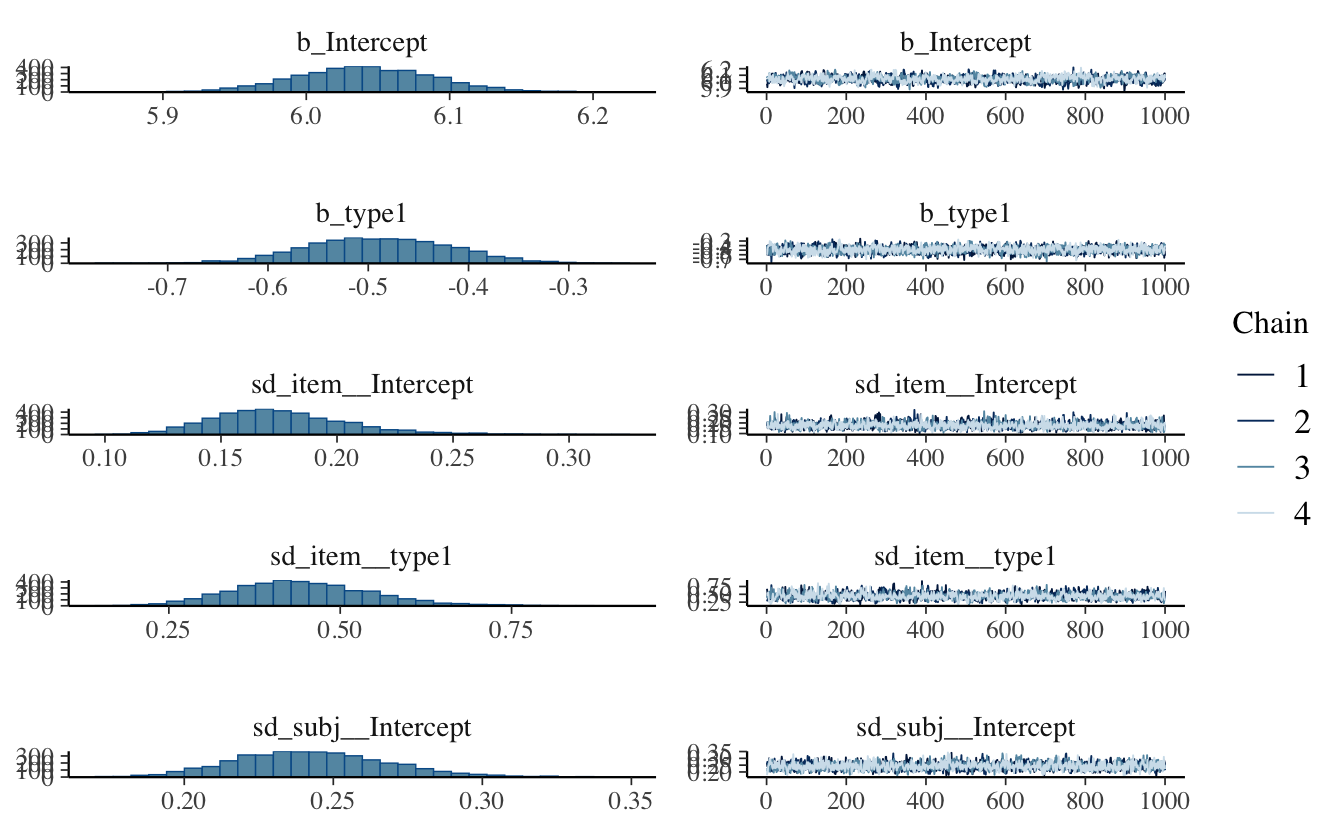 b_Intercept
5.9 6.0 6.1 6.2
b_Intercept
0 200 400 600 800 1000
b_type1
-0.7 -0.6 -0.5 -0.4 -0.3
b_type1
0 200 400 600 800 1000
Chain
1
2
3
4
sd_item__Intercept
0.10 0.15 0.20 0.25 0.30
sd_item__Intercept
0 200 400 600 800 1000
sd_item__type1
0.25 0.50 0.75
sd_item__type1
0.75
0.50
0.25
0 200 400 600 800 1000
sd_subj__Intercept
0.20 0.25 0.30 0.35
sd_subj__Intercept
0 200 400 600 800 1000